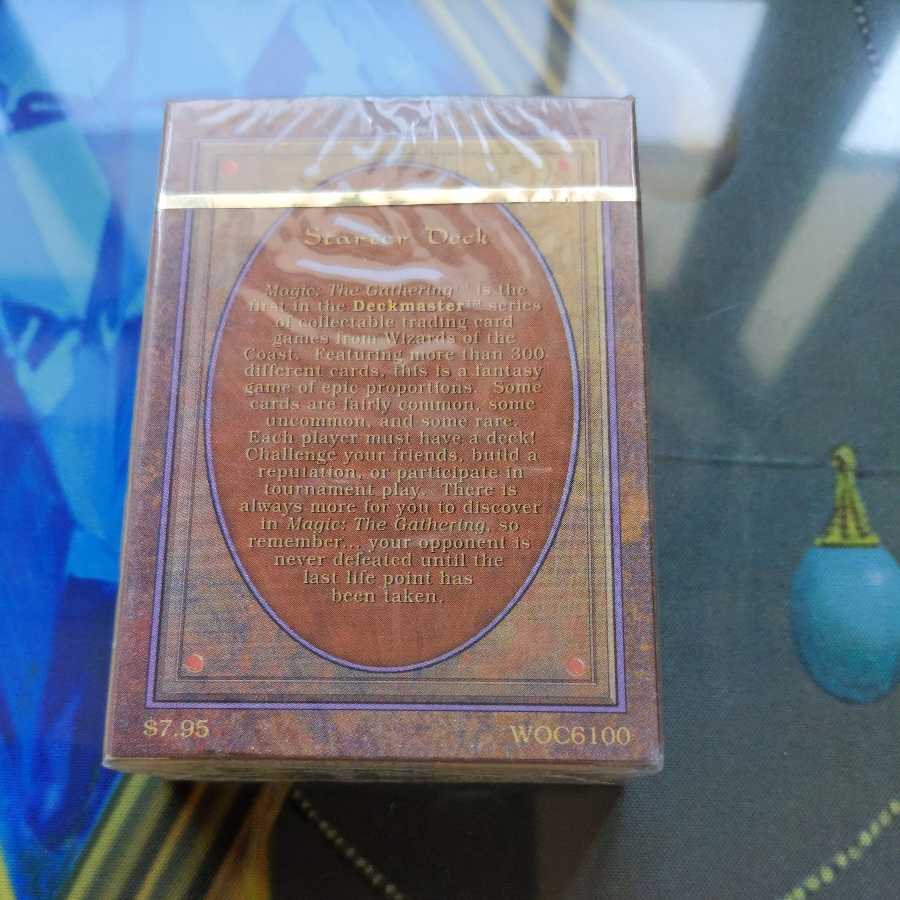 Starter Deck
Magic: The Gathering™ is the
first in the Deckmaster™ series
of collectable trading card
games from Wizards of the
Coast. Featuring more than 300
different cards, this is a fantasy
game of epic proportions. Some
cards are fairly common, some
uncommon, and some rare.
Each player must have a deck!
Challenge your friends, build a
reputation, or participate in
tournament play. There is
always more for you to discover
in Magic: The Gathering, so
remember... your opponent is
never defeated until the
last life point has
been taken.
$7.95 WOC6100